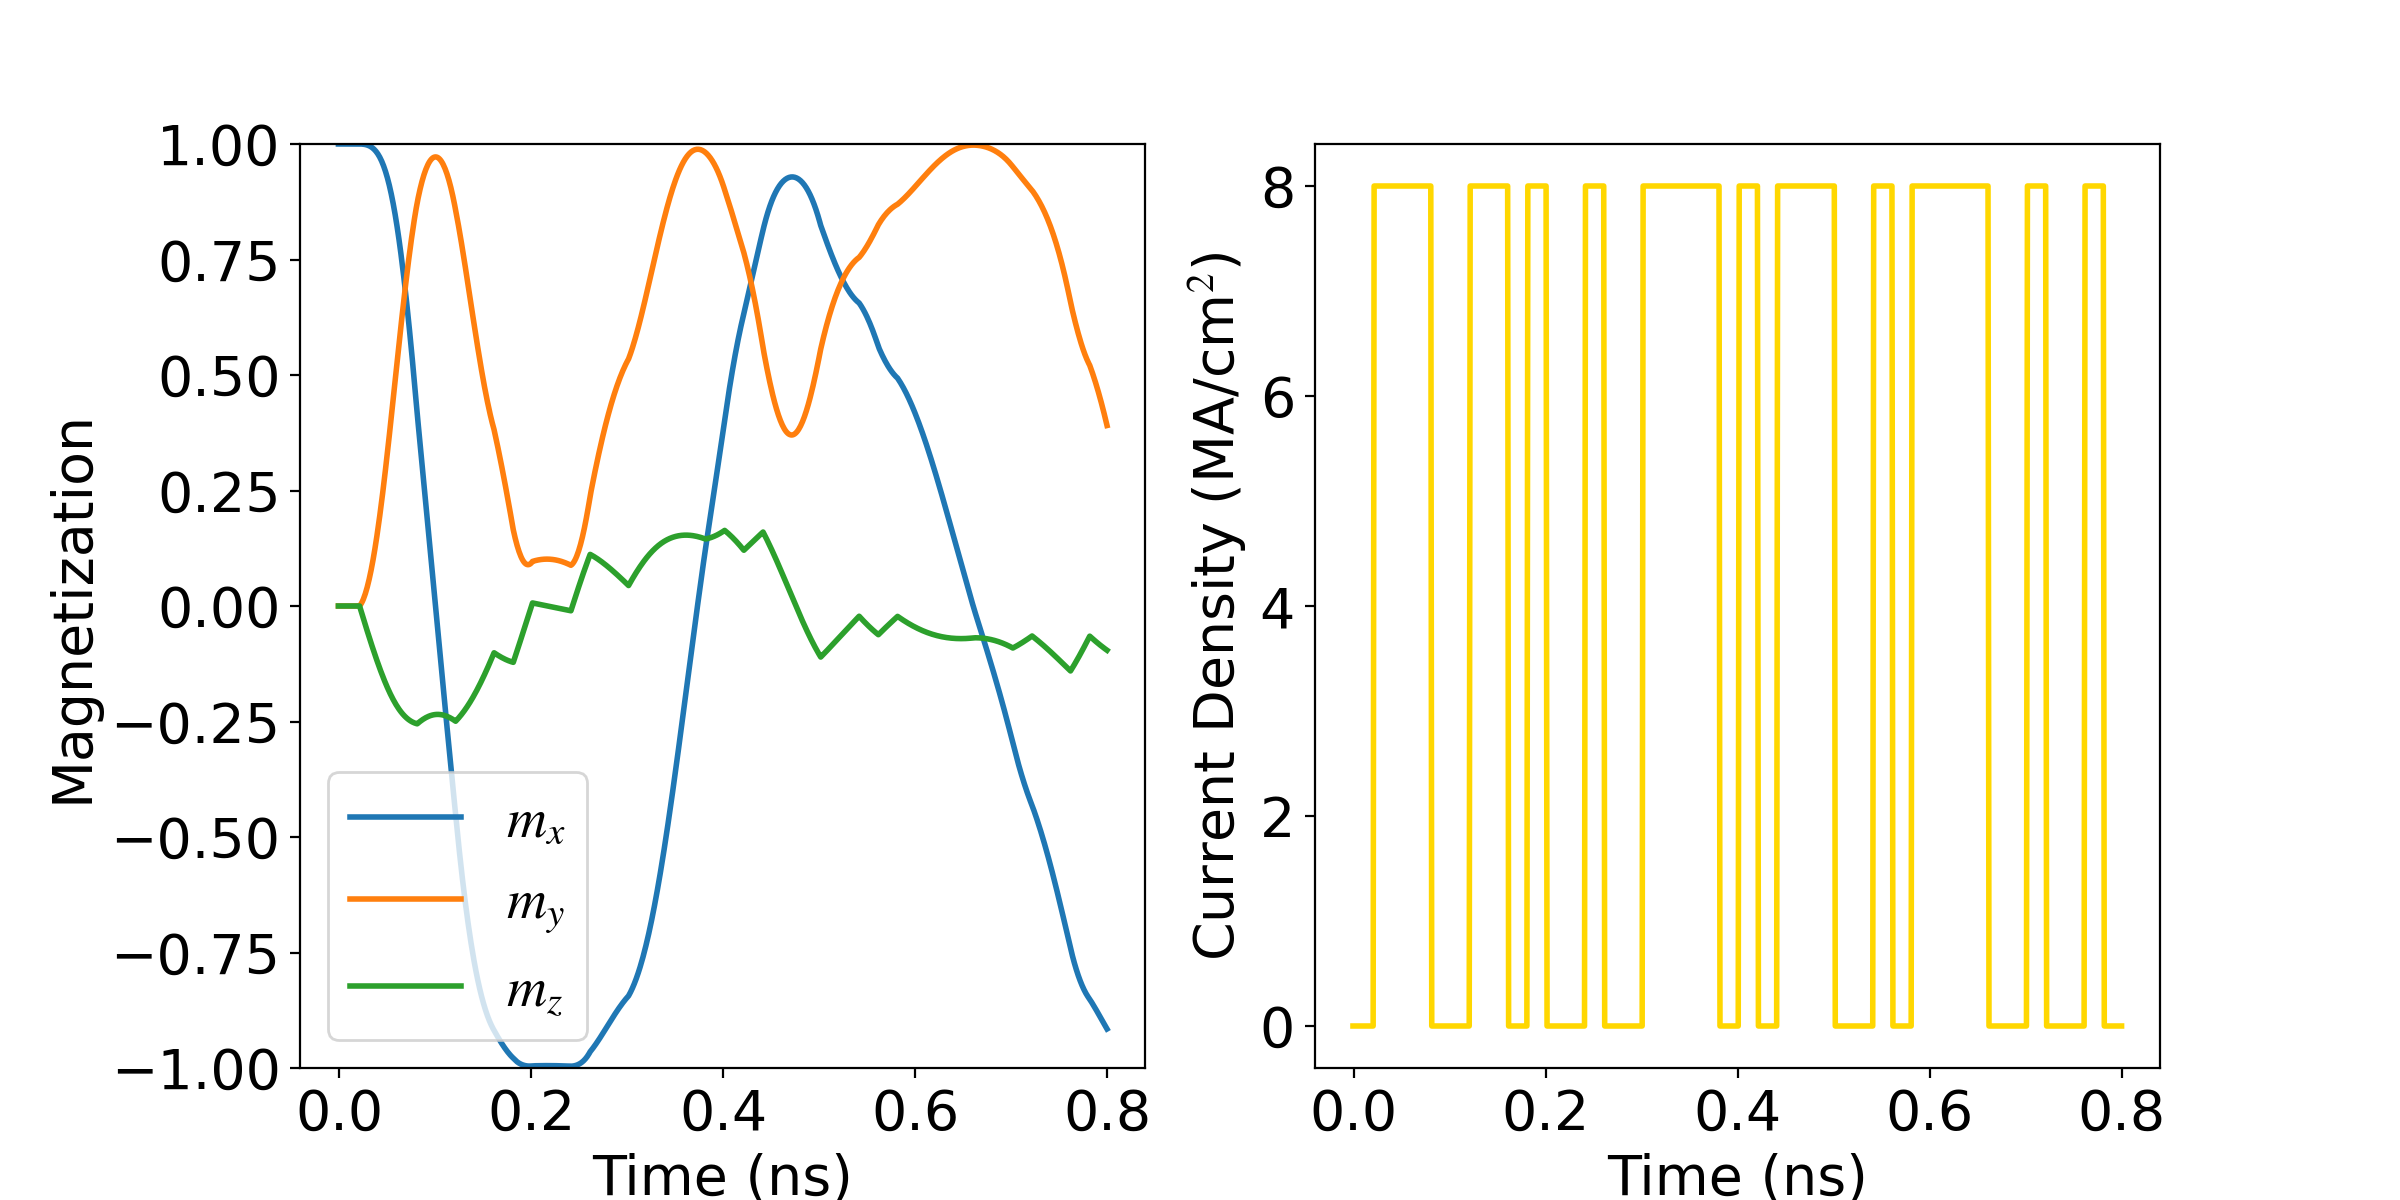 Magnetization
1.00
0.75
0.50
0.25
0.00
−0.25
−0.50
−0.75
−1.00
m_x
m_y
m_z
0.0 0.2 0.4 0.6 0.8
Time (ns)
Current Density (MA/cm²)
8
6
4
2
0
0.0 0.2 0.4 0.6 0.8
Time (ns)